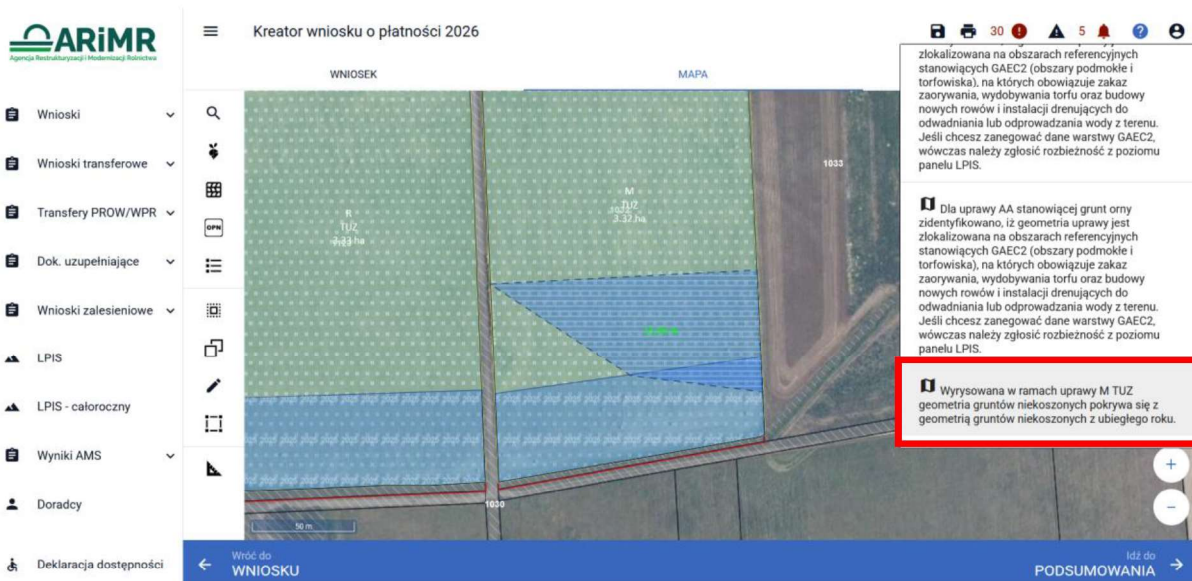 ARiMR
Agencja Restrukturyzacji i Modernizacji Rolnictwa
Kreator wniosku o płatności 2026
30
5
WNIOSEK
MAPA
Wnioski
Wnioski transferowe
Transfery PROW/WPR
Dok. uzupełniające
Wnioski zalesieniowe
LPIS
LPIS - całoroczny
Wyniki AMS
Doradcy
Deklaracja dostępności
OPN
R
TUZ
M
TUZ
3.32 ha
1033
1030
50 m
zlokalizowana na obszarach referencyjnych
stanowiących GAEC2 (obszary podmokłe i
torfowiska), na których obowiązuje zakaz
zaorywania, wydobywania torfu oraz budowy
nowych rowów i instalacji drenujących do
odwadniania lub odprowadzania wody z terenu.
Jeśli chcesz zanegować dane warstwy GAEC2,
wówczas należy zgłosić rozbieżność z poziomu
panelu LPIS.
Dla uprawy AA stanowiącej grunt orny
zidentyfikowano, iż geometria uprawy jest
zlokalizowana na obszarach referencyjnych
stanowiących GAEC2 (obszary podmokłe i
torfowiska), na których obowiązuje zakaz
zaorywania, wydobywania torfu oraz budowy
nowych rowów i instalacji drenujących do
odwadniania lub odprowadzania wody z terenu.
Jeśli chcesz zanegować dane warstwy GAEC2,
wówczas należy zgłosić rozbieżność z poziomu
panelu LPIS.
Wyrysowana w ramach uprawy M TUZ
geometria gruntów niekoszonych pokrywa się z
geometrią gruntów niekoszonych z ubiegłego roku.
Wróć do
WNIOSKU
Idź do
PODSUMOWANIA